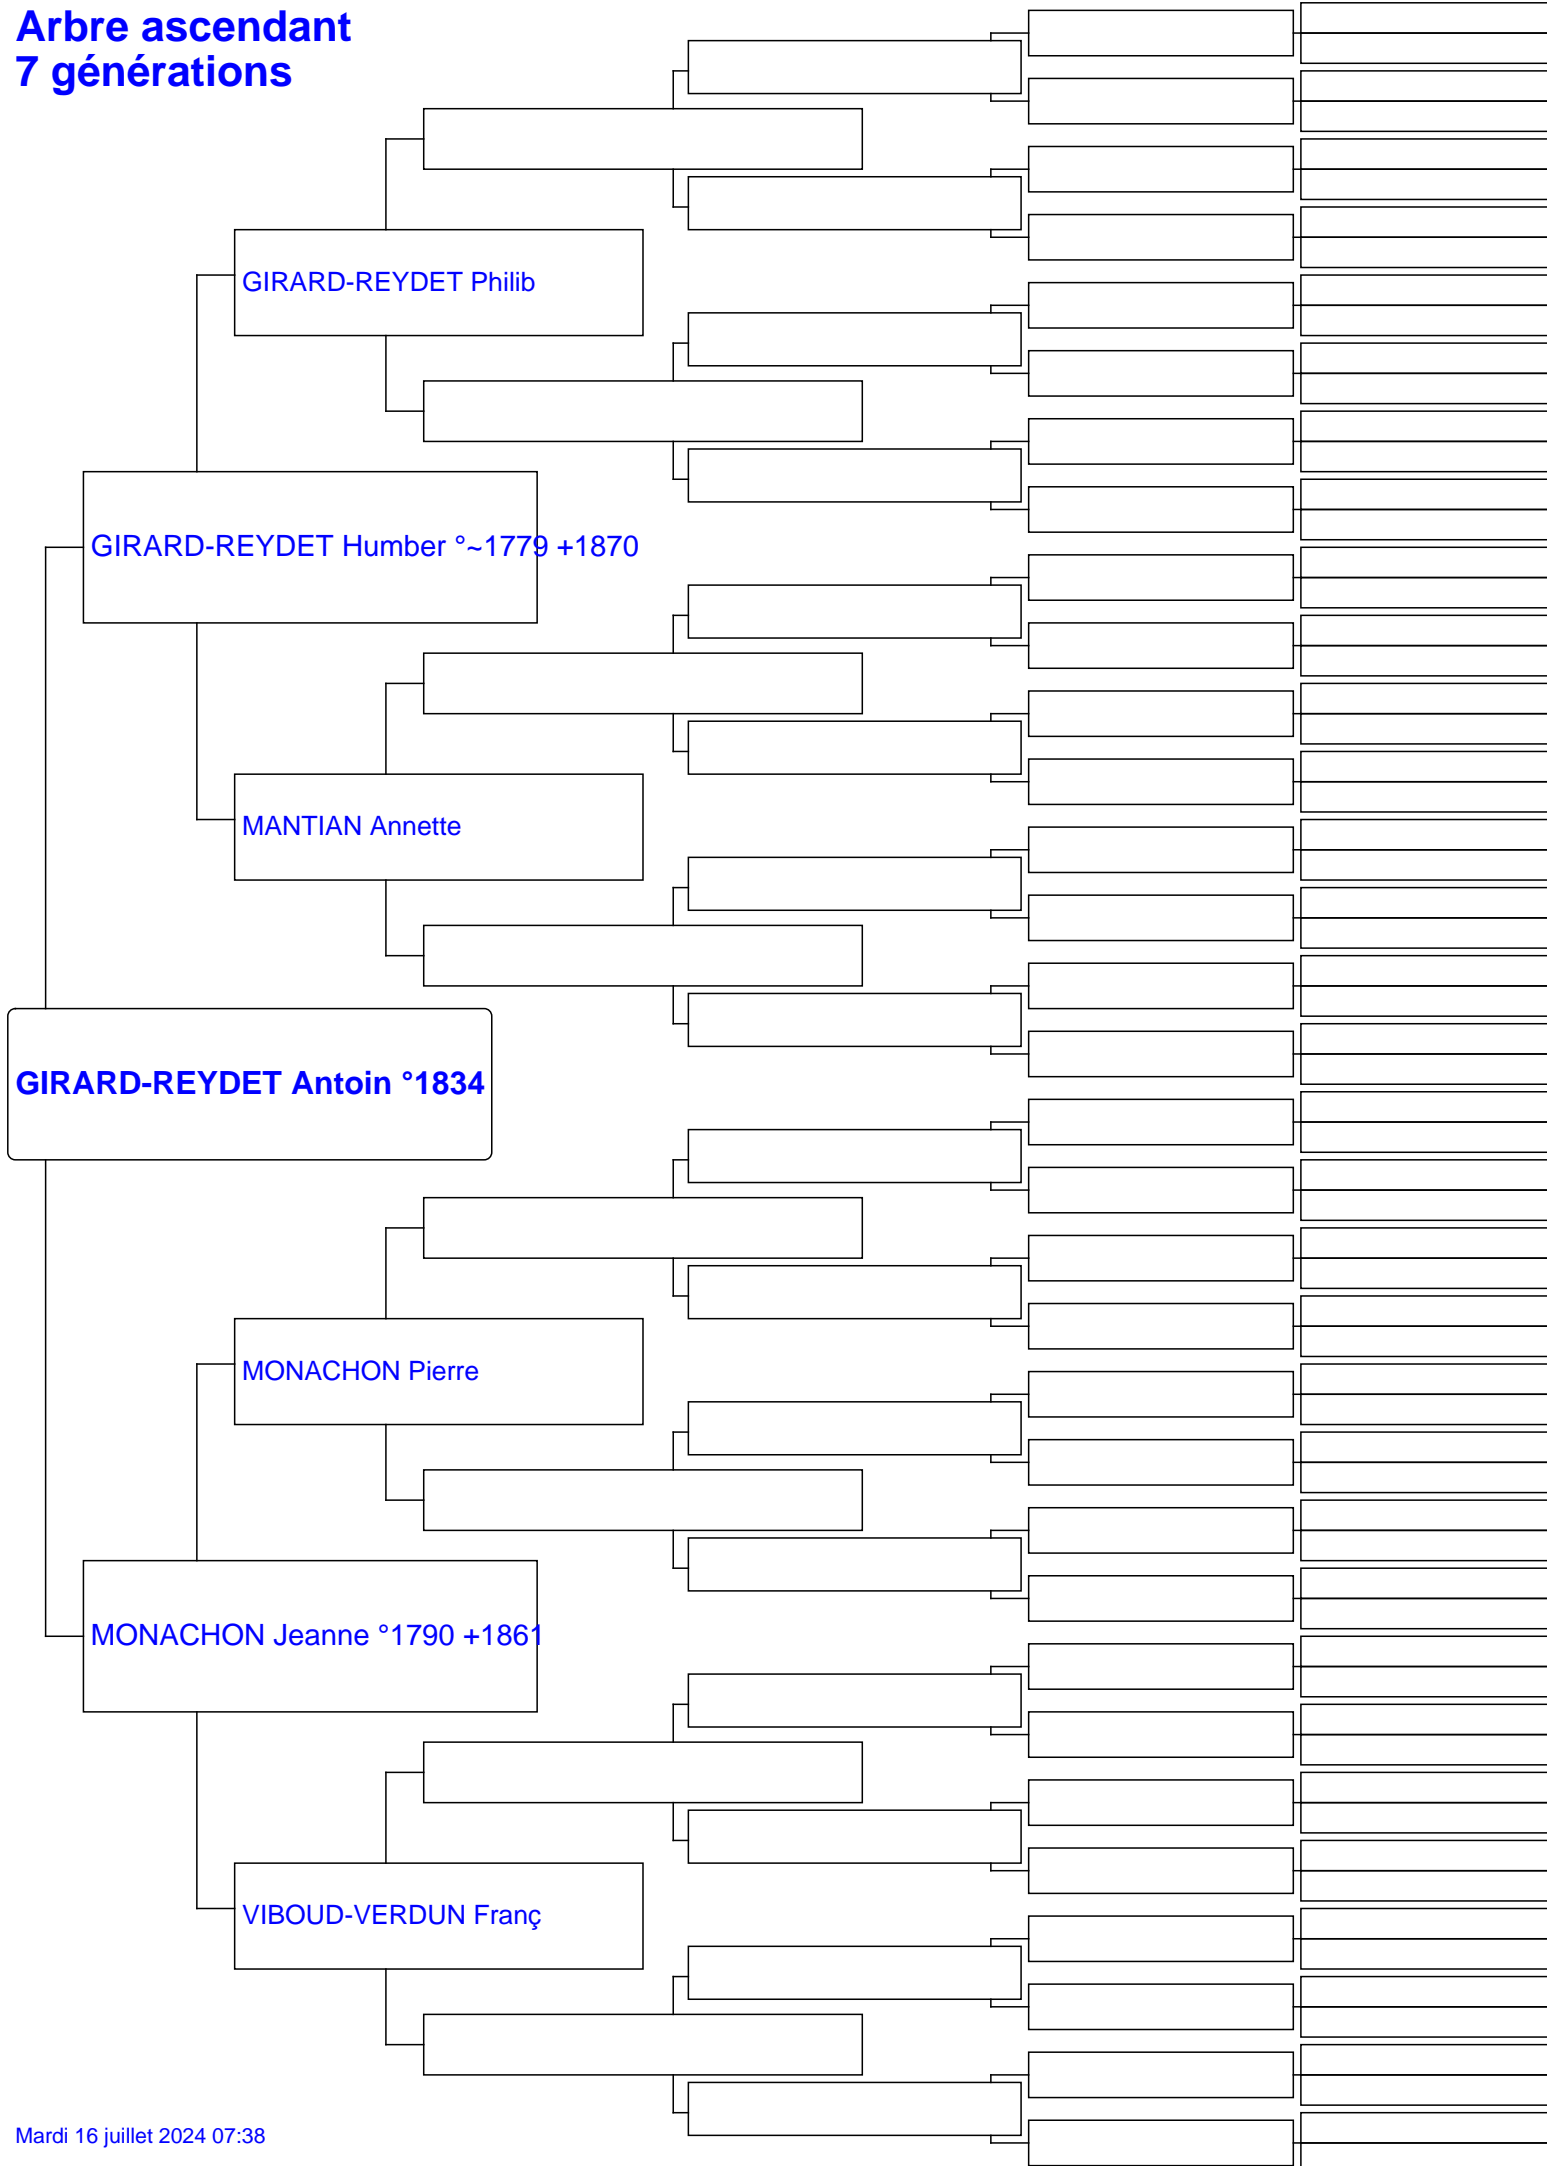 Arbre ascendant
7 générations
GIRARD-REYDET Philib
GIRARD-REYDET Humber °~1779 +1870
MANTIAN Annette
GIRARD-REYDET Antoin °1834
MONACHON Pierre
MONACHON Jeanne °1790 +1861
VIBOUD-VERDUN Franç
Mardi 16 juillet 2024 07:38